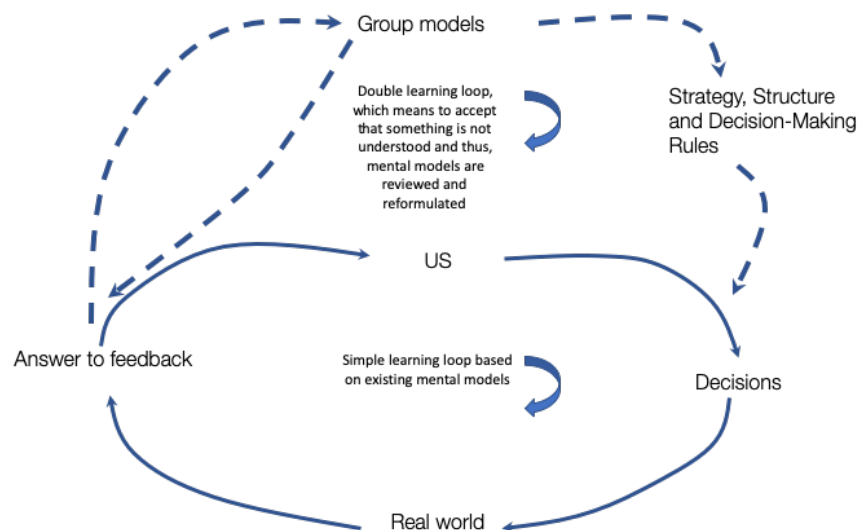 Group models
Double learning loop,
which means to accept
that something is not
understood and thus,
mental models are
reviewed and
reformulated
Strategy, Structure
and Decision-Making
Rules
US
Answer to feedback
Simple learning loop based
on existing mental models
Decisions
Real world